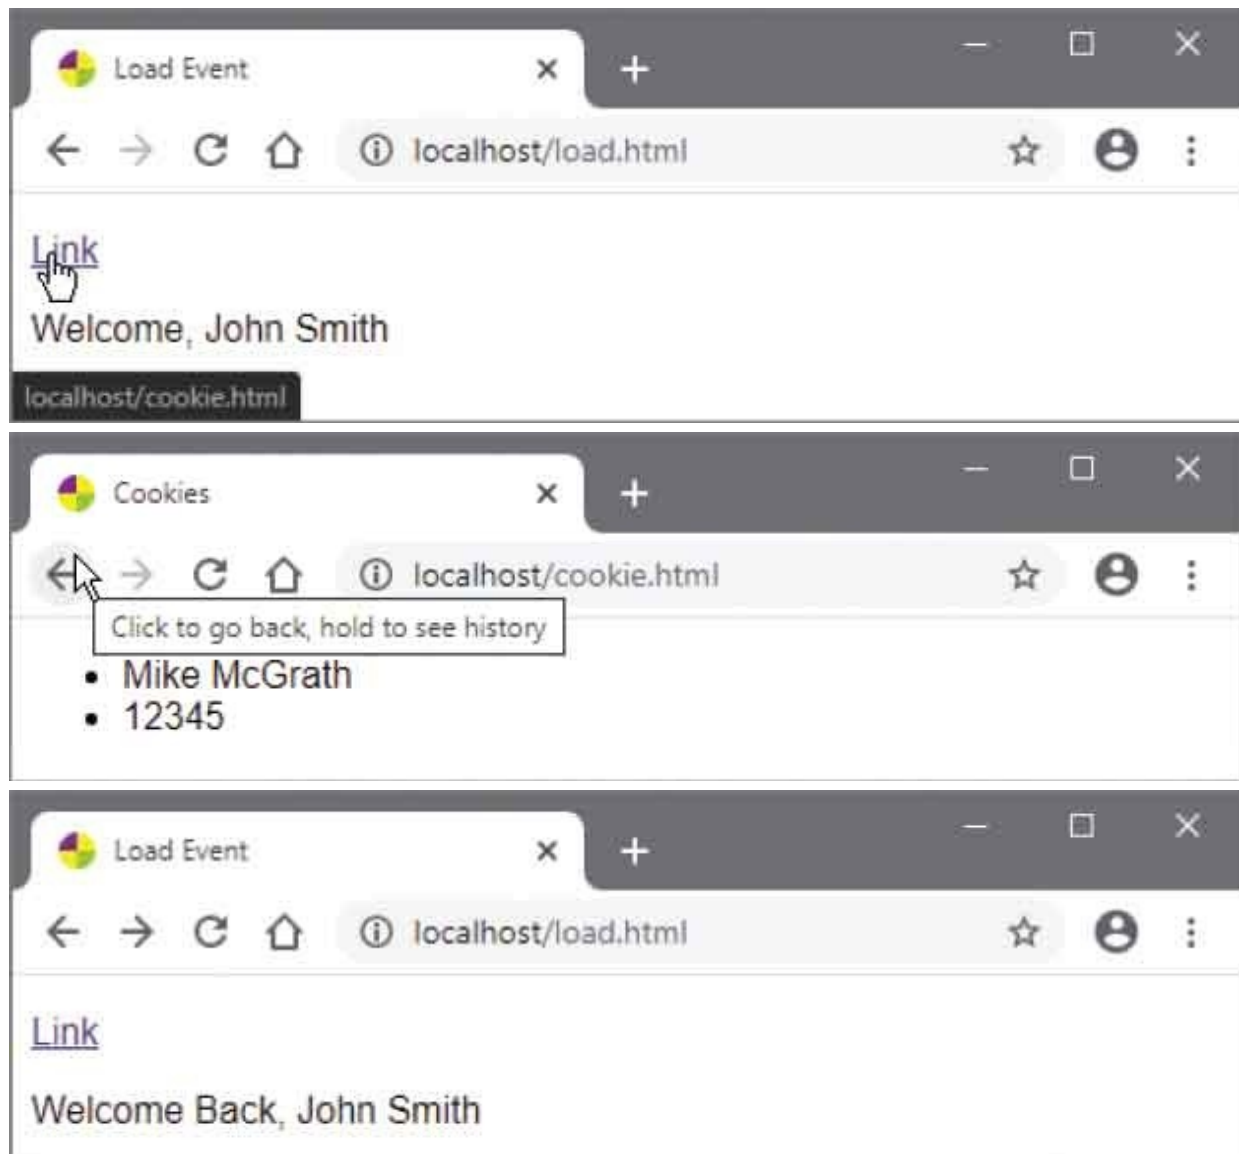 Load Event
localhost/load.html
Link
Welcome, John Smith
localhost/cookie.html
Cookies
localhost/cookie.html
Click to go back, hold to see history
Mike McGrath
12345
Load Event
localhost/load.html
Link
Welcome Back, John Smith